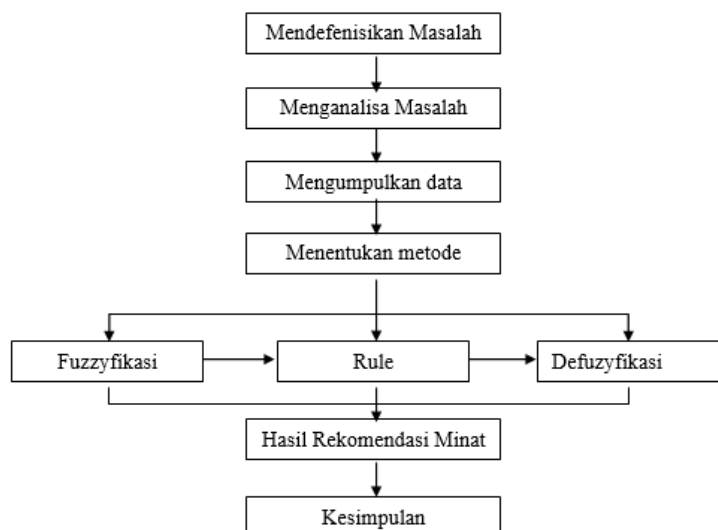 Mendefenisikan Masalah
Menganalisa Masalah
Mengumpulkan data
Menentukan metode
Fuzzyfikasi
Rule
Defuzyfikasi
Hasil Rekomendasi Minat
Kesimpulan